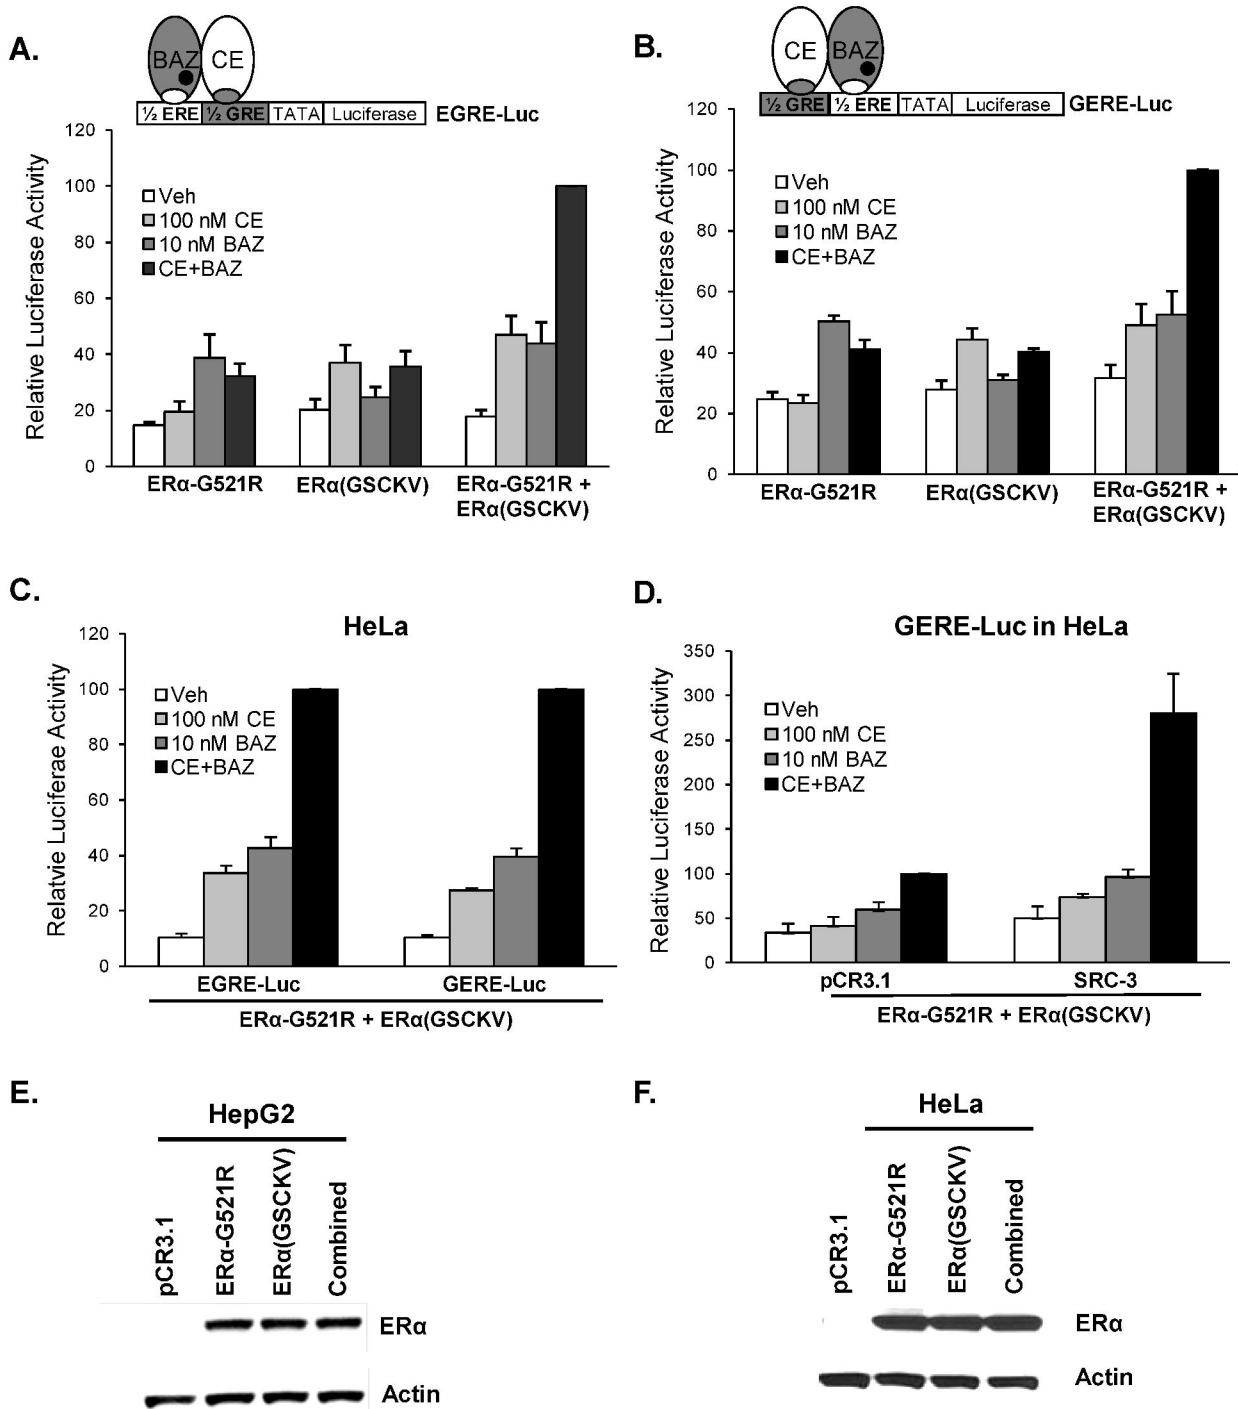 A.
BAZ CE
½ ERE ½ GRE TATA Luciferase EGRE-Luc
120
100
80
60
40
20
0
Relative Luciferase Activity
Veh
100 nM CE
10 nM BAZ
CE+BAZ
ERα-G521R ERα(GSCKV) ERα-G521R +
ERα(GSCKV)
B.
CE BAZ
½ GRE ½ ERE TATA Luciferase GERE-Luc
120
100
80
60
40
20
0
Relative Luciferase Activity
Veh
100 nM CE
10 nM BAZ
CE+BAZ
ERα-G521R ERα(GSCKV) ERα-G521R +
ERα(GSCKV)
C.
HeLa
120
100
80
60
40
20
0
Relatvie Luciferae Activity
Veh
100 nM CE
10 nM BAZ
CE+BAZ
EGRE-Luc GERE-Luc
ERα-G521R + ERα(GSCKV)
D.
GERE-Luc in HeLa
350
300
250
200
150
100
50
0
Relative Luciferase Activity
Veh
100 nM CE
10 nM BAZ
CE+BAZ
pCR3.1 SRC-3
ERα-G521R + ERα(GSCKV)
E.
HepG2
pCR3.1
ERα-G521R
ERα(GSCKV)
Combined
ERα
Actin
F.
HeLa
pCR3.1
ERα-G521R
ERα(GSCKV)
Combined
ERα
Actin